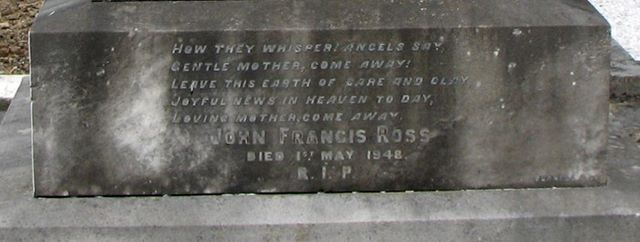 How they whisper! angels say,
Gentle mother, come away!
Leave this earth of care and clay,
Joyful news in heaven to day,
Loving mother, come away.
John Francis Ross
Died 1st May 1948.
R.I.P